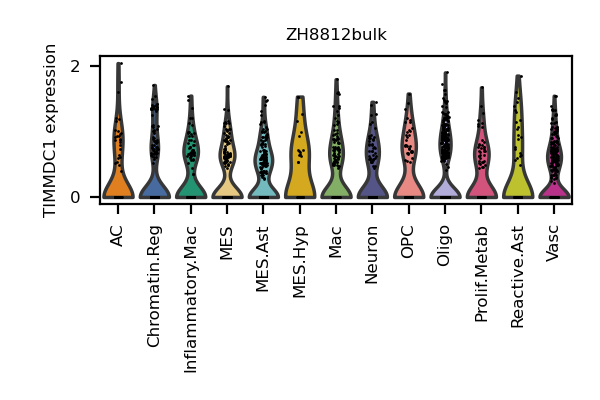 ZH8812bulk
TIMMDC1 expression
2
0
AC
Chromatin.Reg
Inflammatory.Mac
MES
MES.Ast
MES.Hyp
Mac
Neuron
OPC
Oligo
Prolif.Metab
Reactive.Ast
Vasc